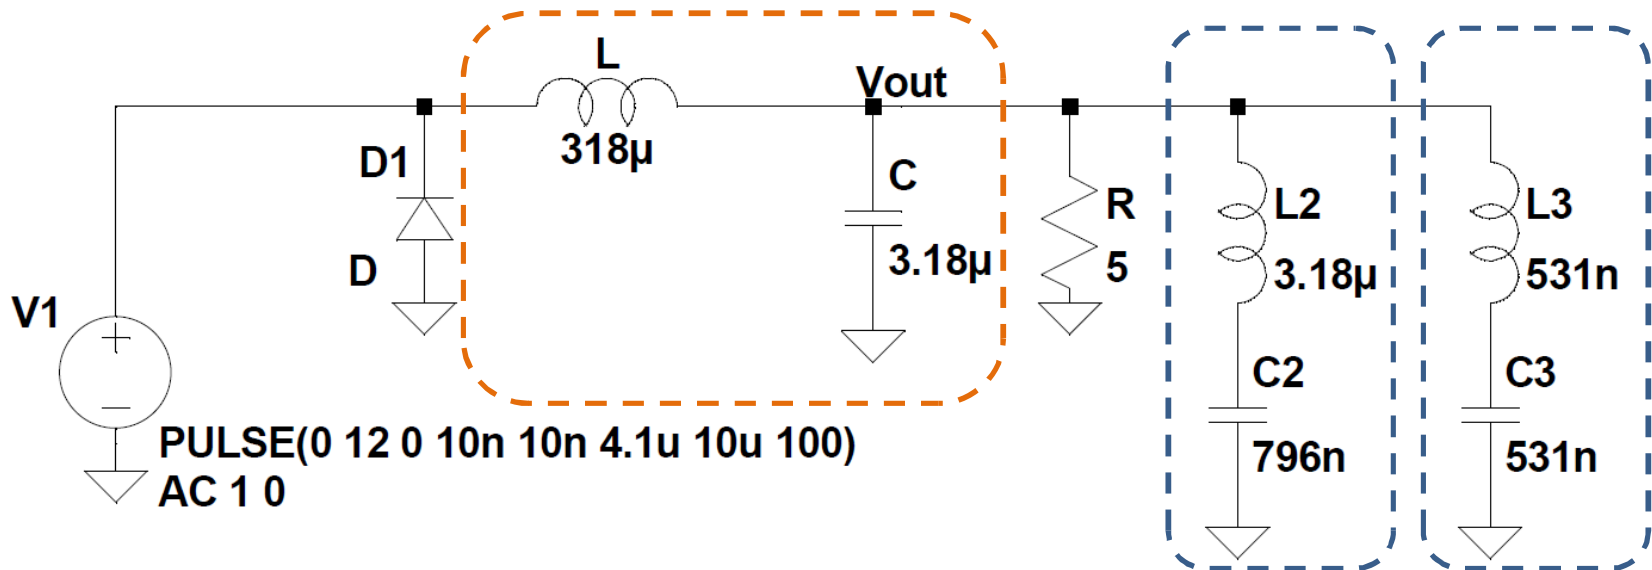 L
318µ
Vout
D1
D
C
3.18µ
R
5
L2
3.18µ
L3
531n
V1
C2
796n
C3
531n
PULSE(0 12 0 10n 10n 4.1u 10u 100)
AC 1 0